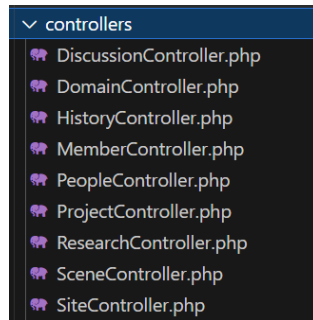 controllers
DiscussionController.php
DomainController.php
HistoryController.php
MemberController.php
PeopleController.php
ProjectController.php
ResearchController.php
SceneController.php
SiteController.php